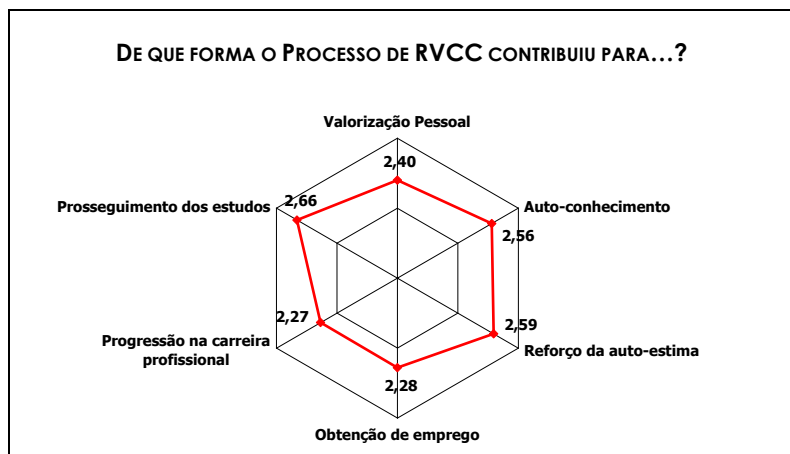 DE QUE FORMA O PROCESSO DE RVCC CONTRIBUIU PARA...?
Valorização Pessoal
2,40
2,66
Prosseguimento dos estudos
Auto-conhecimento
2,56
2,27
2,59
Progressão na carreira
profissional
Reforço da auto-estima
2,28
Obtenção de emprego